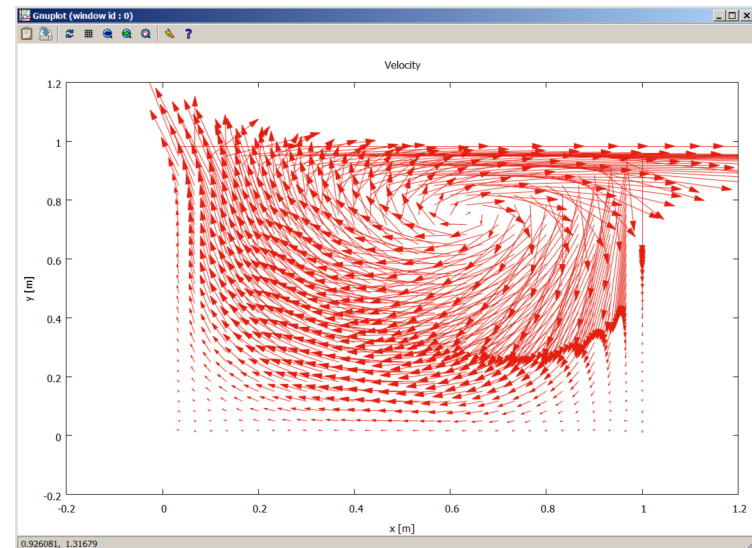 Gnuplot (window id : 0)
?
Velocity
1.2
1
0.8
0.6
0.4
0.2
0
-0.2
y [m]
-0.2 0 0.2 0.4 0.6 0.8 1 1.2
x [m]
0.926081, 1.31679